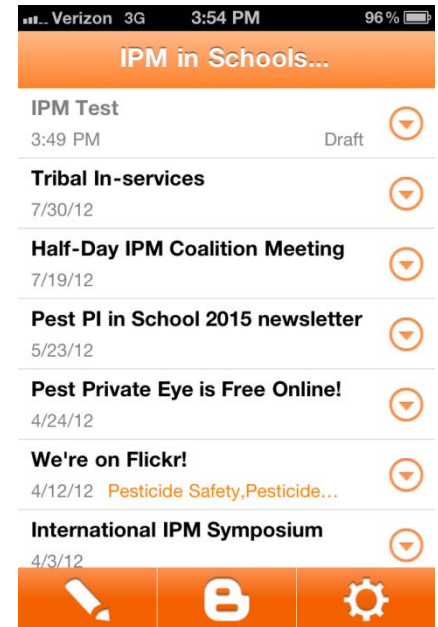 Verizon 3G 3:54 PM 96%
IPM in Schools...
IPM Test
3:49 PM Draft
Tribal In-services
7/30/12
Half-Day IPM Coalition Meeting
7/19/12
Pest PI in School 2015 newsletter
5/23/12
Pest Private Eye is Free Online!
4/24/12
We're on Flickr!
4/12/12 Pesticide Safety,Pesticide...
International IPM Symposium
4/3/12